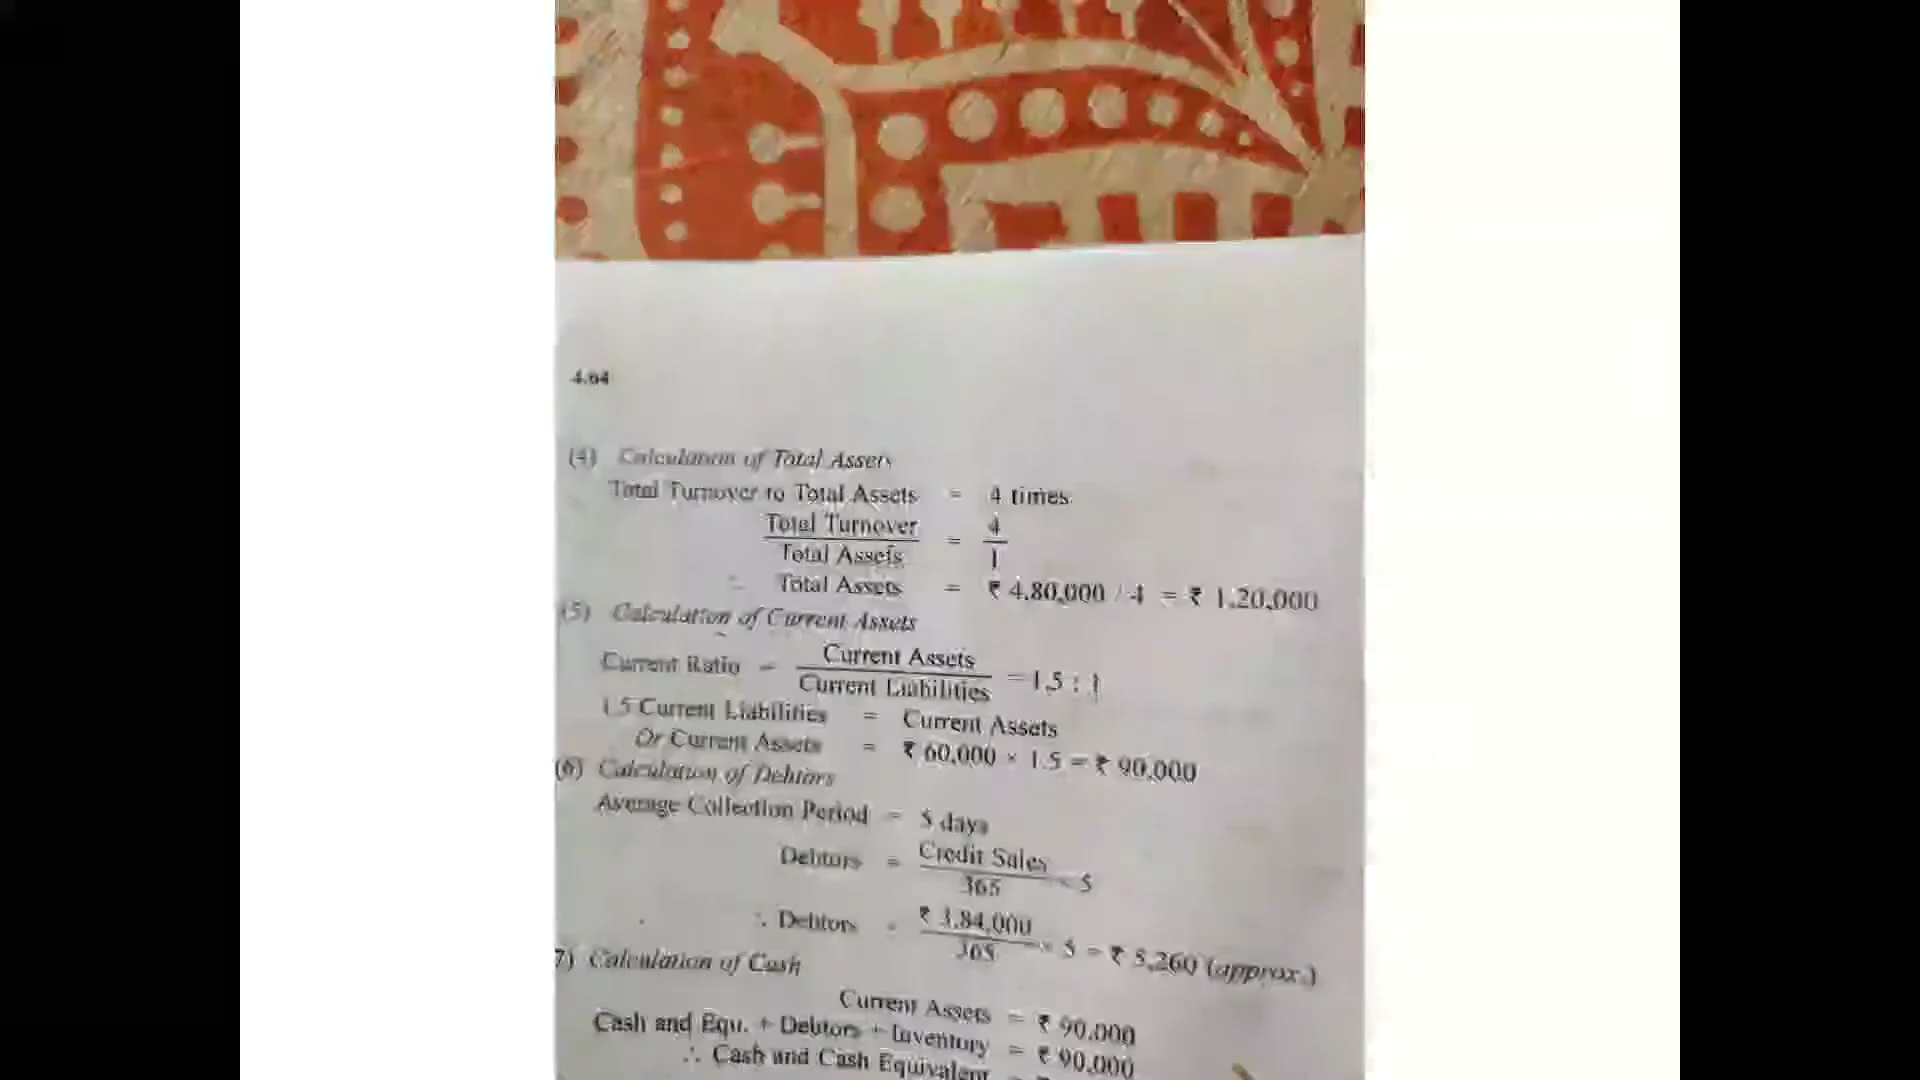 4.64
(4) Calculation of Total Assets
Total Turnover to Total Assets = 4 times
Total Turnover / Total Assets = 4 / 1
∴ Total Assets = ₹ 4,80,000 / 4 = ₹ 1,20,000
(5) Calculation of Current Assets
Current Ratio = Current Assets / Current Liabilities = 1.5 : 1
1.5 Current Liabilities = Current Assets
Or Current Assets = ₹ 60,000 × 1.5 = ₹ 90,000
(6) Calculation of Debtors
Average Collection Period = 5 days
Debtors = Credit Sales / 365 × 5
∴ Debtors = ₹ 3,84,000 / 365 × 5 = ₹ 5,260 (approx.)
7) Calculation of Cash
Current Assets = ₹ 90,000
Cash and Equ. + Debtors + Inventory = ₹ 90,000
∴ Cash and Cash Equivalent =